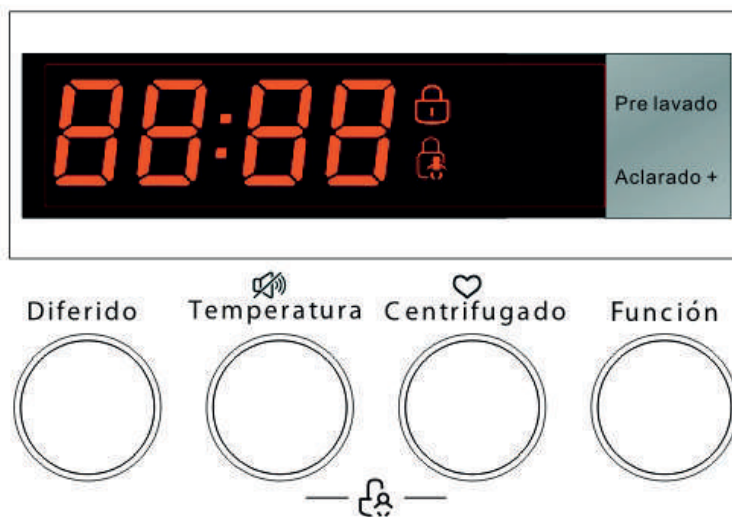 88:88
Pre lavado
Aclarado +
Diferido Temperatura Centrifugado Función